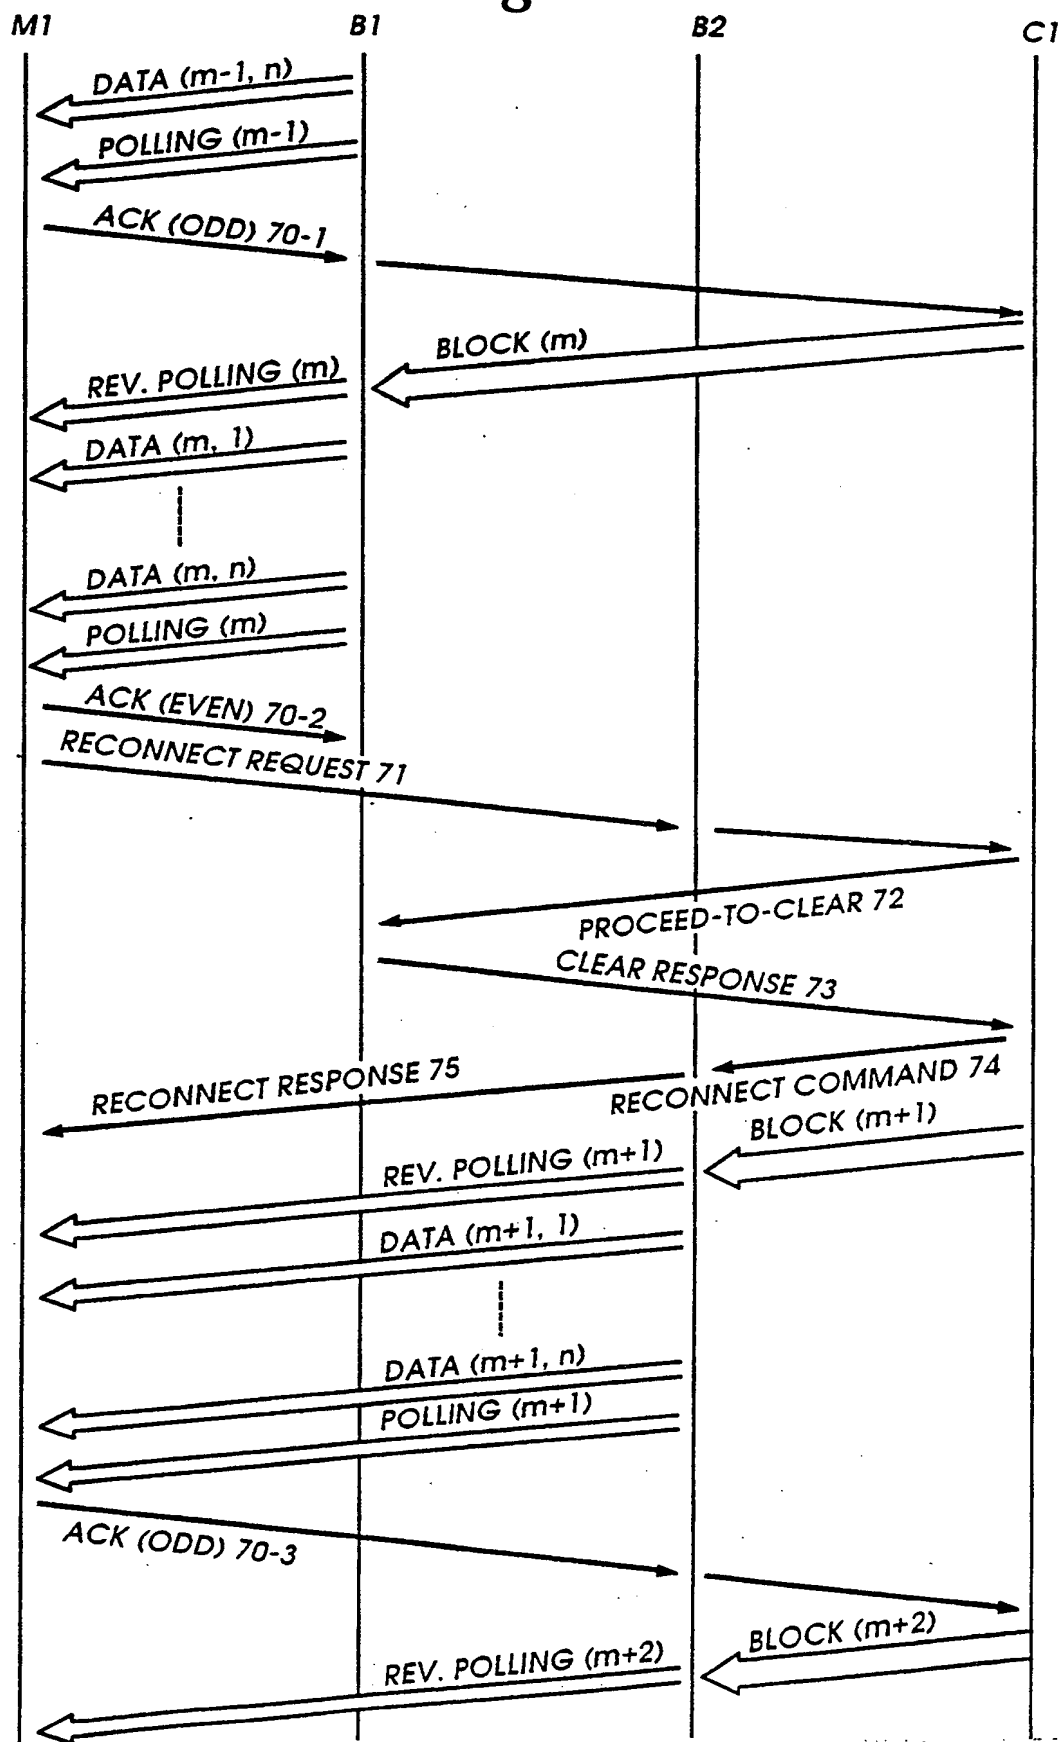 M1 B1 B2 C1
DATA (m-1, n)
POLLING (m-1)
ACK (ODD) 70-1
BLOCK (m)
REV. POLLING (m)
DATA (m, 1)
DATA (m, n)
POLLING (m)
ACK (EVEN) 70-2
RECONNECT REQUEST 71
PROCEED-TO-CLEAR 72
CLEAR RESPONSE 73
RECONNECT RESPONSE 75
RECONNECT COMMAND 74
BLOCK (m+1)
REV. POLLING (m+1)
DATA (m+1, 1)
DATA (m+1, n)
POLLING (m+1)
ACK (ODD) 70-3
BLOCK (m+2)
REV. POLLING (m+2)